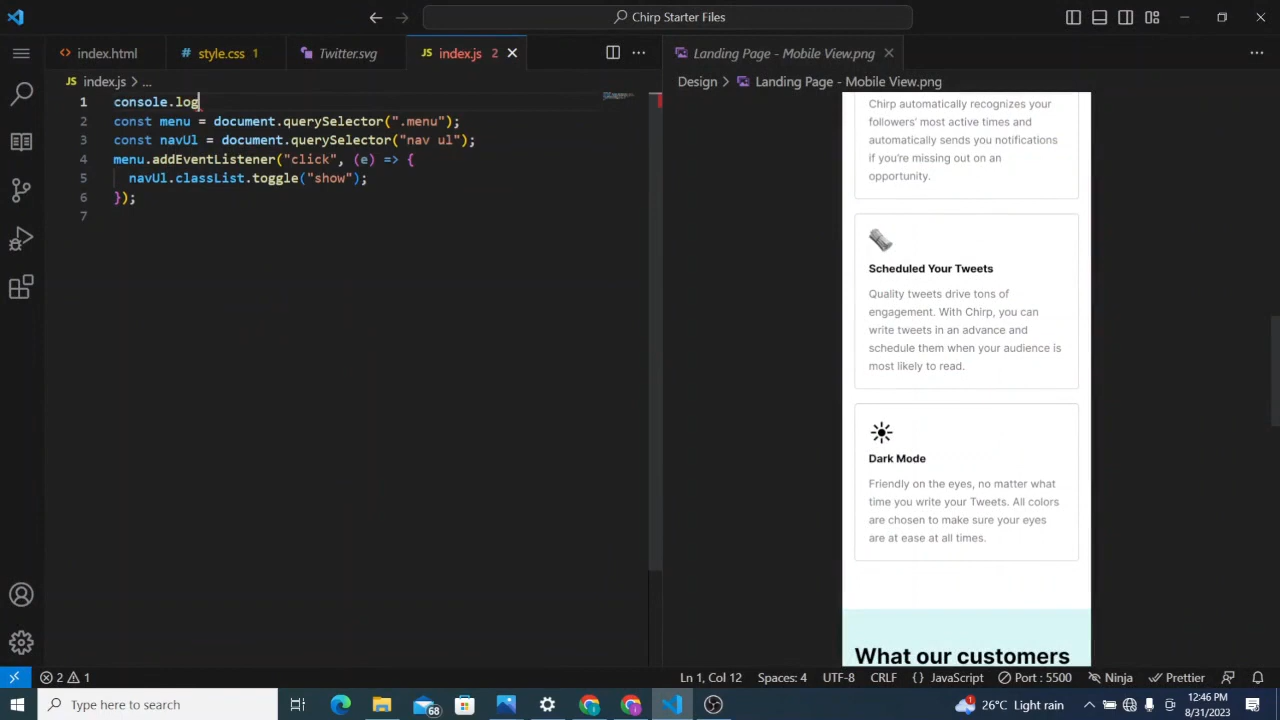 Chirp Starter Files
index.html
style.css 1
Twitter.svg
index.js 2
Landing Page - Mobile View.png
index.js > ...
Design > Landing Page - Mobile View.png
1 console.log
2 const menu = document.querySelector(".menu");
3 const navUl = document.querySelector("nav ul");
4 menu.addEventListener("click", (e) => {
5 navUl.classList.toggle("show");
6 });
7
Chirp automatically recognizes your
followers' most active times and
automatically sends you notifications
if you're missing out on an
opportunity.
Scheduled Your Tweets
Quality tweets drive tons of
engagement. With Chirp, you can
write tweets in an advance and
schedule them when your audience is
most likely to read.
Dark Mode
Friendly on the eyes, no matter what
time you write your Tweets. All colors
are chosen to make sure your eyes
are at ease at all times.
What our customers
2 1
Ln 1, Col 12 Spaces: 4 UTF-8 CRLF {} JavaScript Port : 5500 Ninja Prettier
Type here to search
68
1
26°C Light rain
12:46 PM
8/31/2023